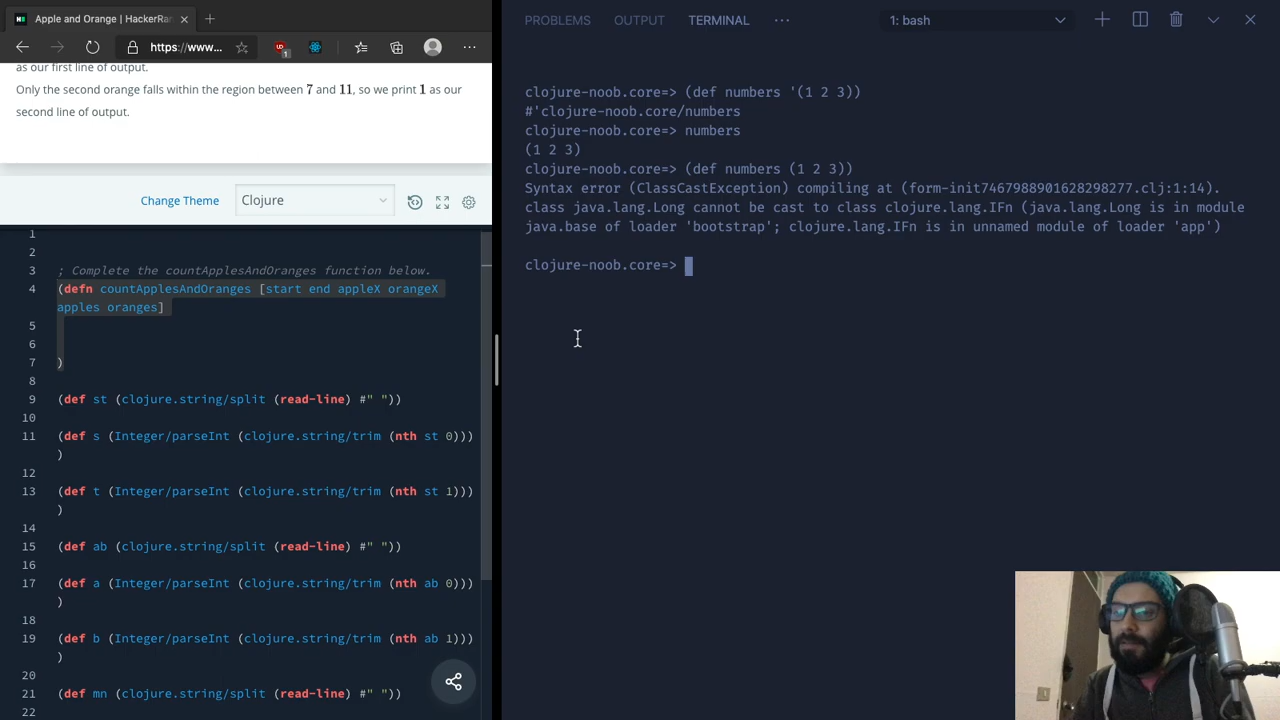 Apple and Orange | HackerRan
https://www...
1
as our first line of output.
Only the second orange falls within the region between 7 and 11, so we print 1 as our
second line of output.
Change Theme
Clojure
1
2
3 ; Complete the countApplesAndOranges function below.
4 (defn countApplesAndOranges [start end appleX orangeX
apples oranges]
5
6
7 )
8
9 (def st (clojure.string/split (read-line) #" "))
10
11 (def s (Integer/parseInt (clojure.string/trim (nth st 0)))
)
12
13 (def t (Integer/parseInt (clojure.string/trim (nth st 1)))
)
14
15 (def ab (clojure.string/split (read-line) #" "))
16
17 (def a (Integer/parseInt (clojure.string/trim (nth ab 0)))
)
18
19 (def b (Integer/parseInt (clojure.string/trim (nth ab 1)))
)
20
21 (def mn (clojure.string/split (read-line) #" "))
22
PROBLEMS OUTPUT TERMINAL ··· 1: bash
clojure-noob.core=> (def numbers '(1 2 3))
#'clojure-noob.core/numbers
clojure-noob.core=> numbers
(1 2 3)
clojure-noob.core=> (def numbers (1 2 3))
Syntax error (ClassCastException) compiling at (form-init7467988901628298277.clj:1:14).
class java.lang.Long cannot be cast to class clojure.lang.IFn (java.lang.Long is in module
java.base of loader 'bootstrap'; clojure.lang.IFn is in unnamed module of loader 'app')
clojure-noob.core=>